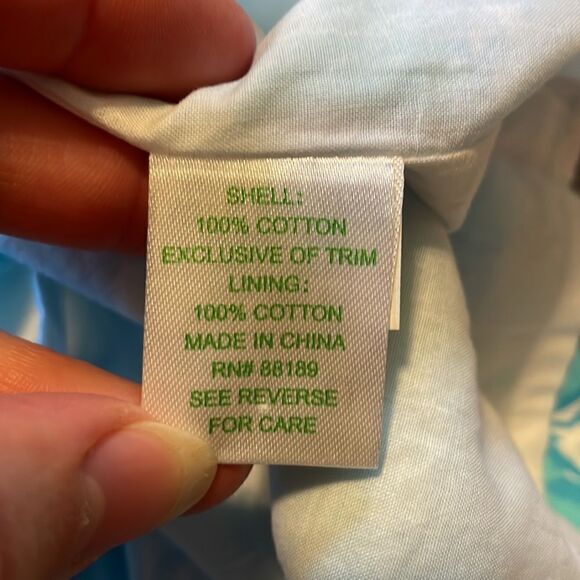 SHELL:
100% COTTON
EXCLUSIVE OF TRIM
LINING:
100% COTTON
MADE IN CHINA
RN# 88189
SEE REVERSE
FOR CARE